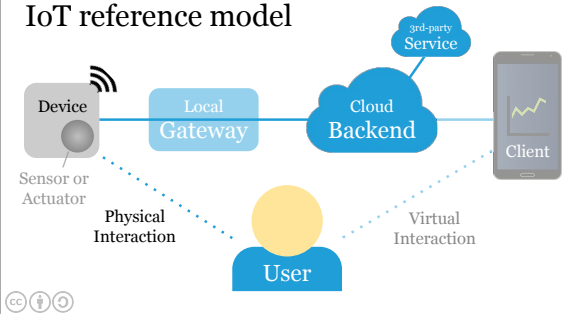 IoT reference model
3rd-party
Service
Device
Local
Gateway
Cloud
Backend
Client
Sensor or
Actuator
Physical
Interaction
Virtual
Interaction
User
cc